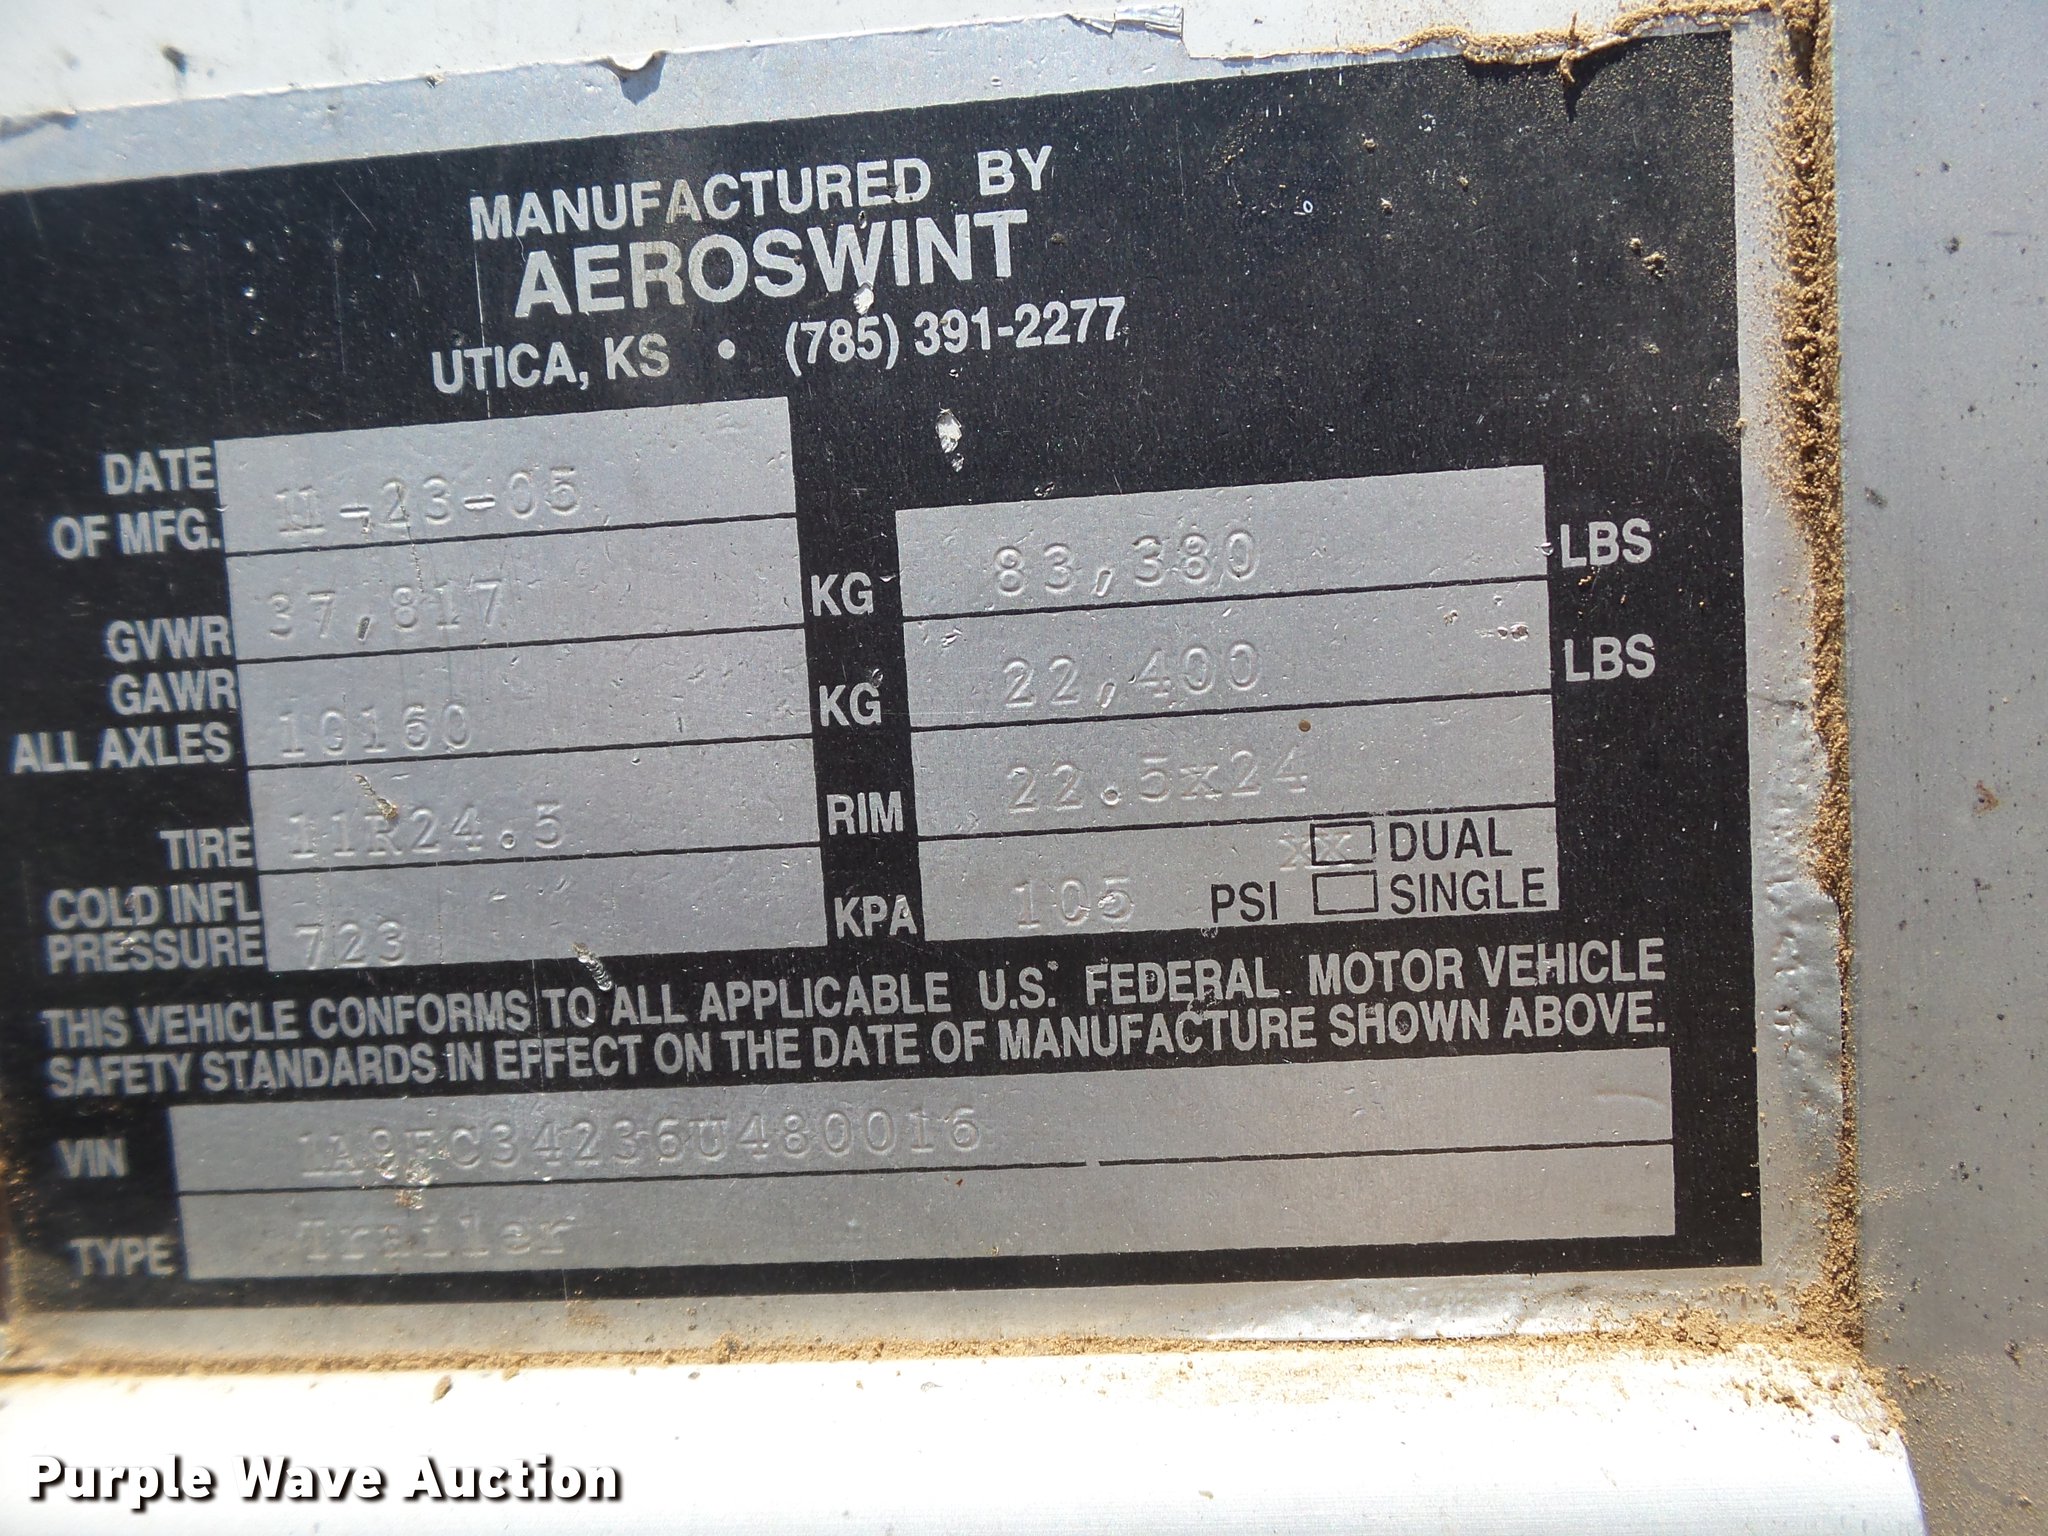 MANUFACTURED BY
AEROSWINT
UTICA, KS • (785) 391-2277
DATE OF MFG. 11-23-05
GVWR 37,817 KG 83,380 LBS
GAWR ALL AXLES 10160 KG 22,400 LBS
TIRE 11R24.5 RIM 22.5x24
COLD INFL PRESSURE 723 KPA 105 PSI xx DUAL
SINGLE
THIS VEHICLE CONFORMS TO ALL APPLICABLE U.S. FEDERAL MOTOR VEHICLE
SAFETY STANDARDS IN EFFECT ON THE DATE OF MANUFACTURE SHOWN ABOVE.
VIN 1A9FC34236U480016
TYPE Trailer
Purple Wave Auction